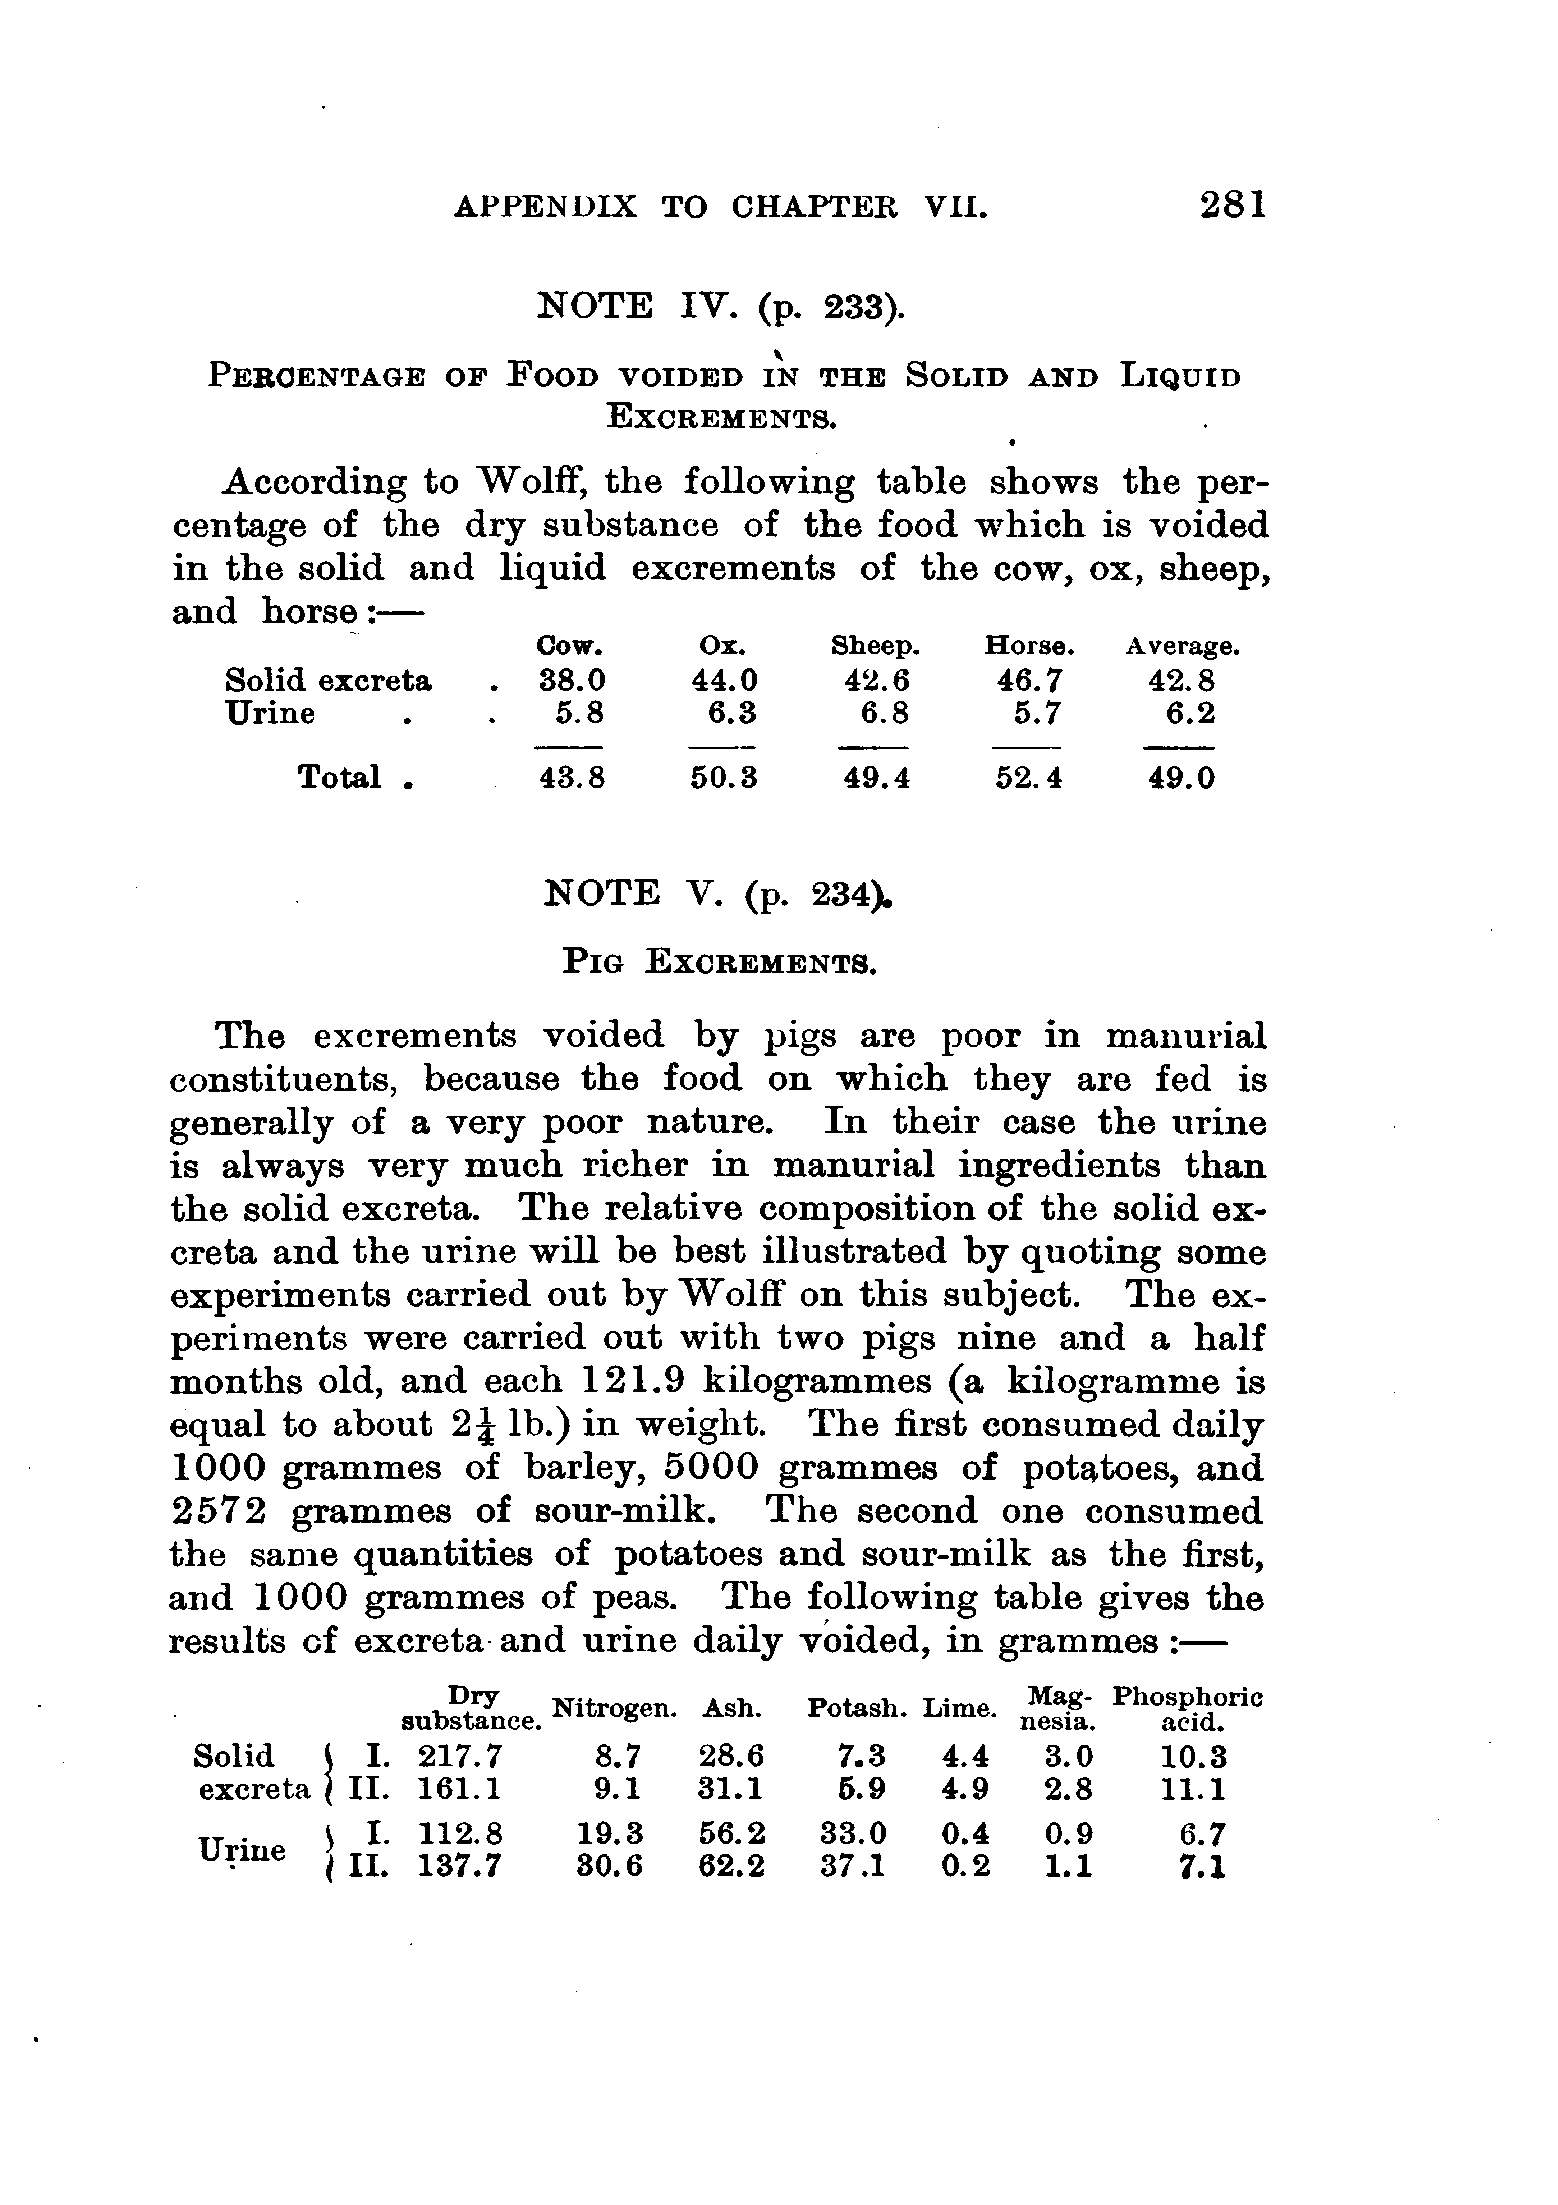 APPENDIX TO CHAPTER VII. 281
NOTE IV. (p. 233).
PERCENTAGE OF FOOD VOIDED IN THE SOLID AND LIQUID
EXCREMENTS.
According to Wolff, the following table shows the per-
centage of the dry substance of the food which is voided
in the solid and liquid excrements of the cow, ox, sheep,
and horse:—
Cow. Ox. Sheep. Horse. Average.
Solid excreta . 38.0 44.0 42.6 46.7 42.8
Urine . . 5.8 6.3 6.8 5.7 6.2
Total . 43.8 50.3 49.4 52.4 49.0
NOTE V. (p. 234).
PIG EXCREMENTS.
The excrements voided by pigs are poor in manurial
constituents, because the food on which they are fed is
generally of a very poor nature. In their case the urine
is always very much richer in manurial ingredients than
the solid excreta. The relative composition of the solid ex-
creta and the urine will be best illustrated by quoting some
experiments carried out by Wolff on this subject. The ex-
periments were carried out with two pigs nine and a half
months old, and each 121.9 kilogrammes (a kilogramme is
equal to about 2¼ lb.) in weight. The first consumed daily
1000 grammes of barley, 5000 grammes of potatoes, and
2572 grammes of sour-milk. The second one consumed
the same quantities of potatoes and sour-milk as the first,
and 1000 grammes of peas. The following table gives the
results of excreta and urine daily voided, in grammes:—
Dry substance. Nitrogen. Ash. Potash. Lime. Mag-nesia. Phosphoric acid.
Solid { I. 217.7 8.7 28.6 7.3 4.4 3.0 10.3
excreta { II. 161.1 9.1 31.1 5.9 4.9 2.8 11.1
Urine { I. 112.8 19.3 56.2 33.0 0.4 0.9 6.7
{ II. 137.7 30.6 62.2 37.1 0.2 1.1 7.1